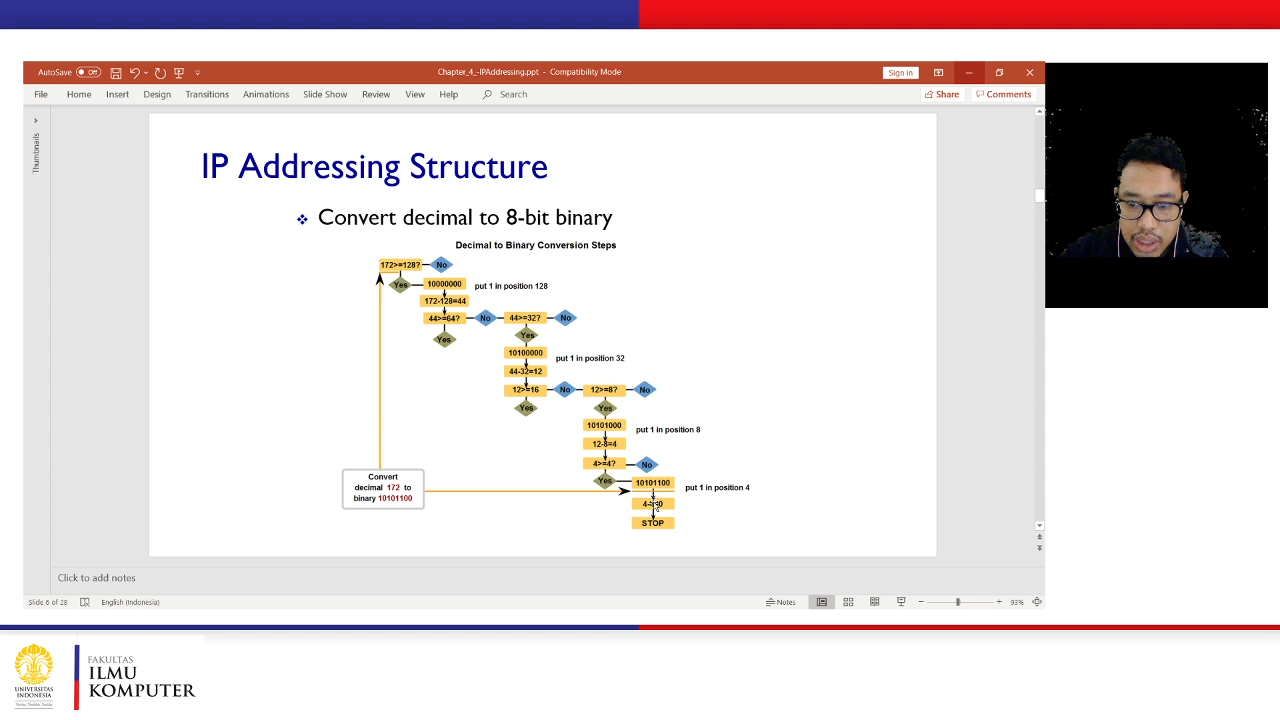 AutoSave Off
Chapter_4_-IPAddressing.ppt - Compatibility Mode
Sign in
File Home Insert Design Transitions Animations Slide Show Review View Help Search Share Comments
Thumbnails
IP Addressing Structure
Convert decimal to 8-bit binary
Decimal to Binary Conversion Steps
172>=128? No
Yes 10000000 put 1 in position 128
172-128=44
44>=64? No 44>=32? No
Yes Yes
10100000 put 1 in position 32
44-32=12
12>=16 No 12>=8? No
Yes Yes
10101000 put 1 in position 8
12-8=4
4>=4? No
Yes 10101100 put 1 in position 4
STOP
Convert
decimal 172 to
binary 10101100
Click to add notes
Slide 6 of 28 English (Indonesia) Notes 93%
UNIVERSITAS
INDONESIA
FAKULTAS
ILMU
KOMPUTER